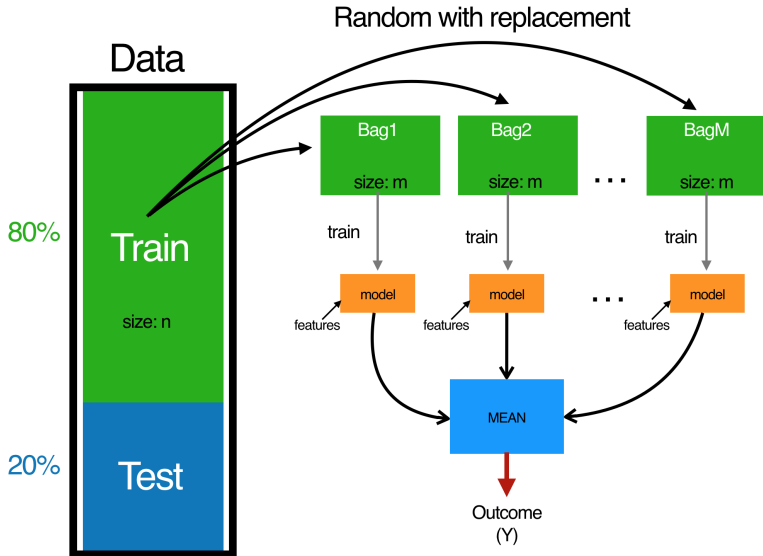 Random with replacement
Data
80%
Train
size: n
20%
Test
Bag1
size: m
Bag2
size: m
...
BagM
size: m
train
train
train
model
model
...
model
features
features
features
MEAN
Outcome
(Y)